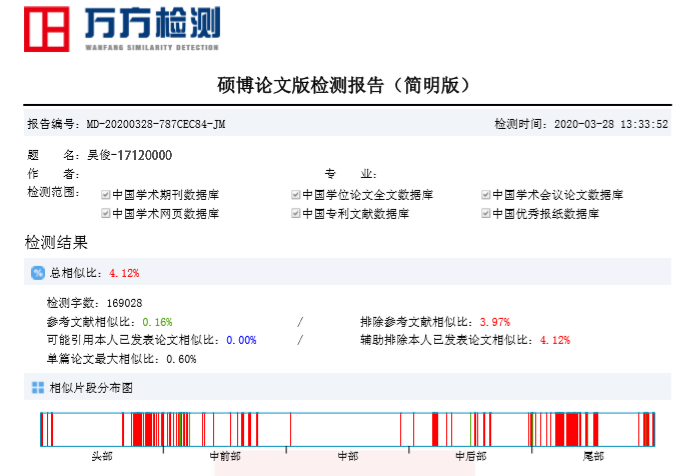 万方检测
WANFANG SIMILARITY DETECTION
硕博论文版检测报告（简明版）
报告编号：MD-20200328-787CEC84-JM 检测时间：2020-03-28 13:33:52
题 名：吴俊-17120000
作 者： 专 业：
检测范围： 中国学术期刊数据库 中国学位论文全文数据库 中国学术会议论文数据库
中国学术网页数据库 中国专利文献数据库 中国优秀报纸数据库
检测结果
% 总相似比：4.12%
检测字数：169028
参考文献相似比：0.16% / 排除参考文献相似比：3.97%
可能引用本人已发表论文相似比：0.00% / 辅助排除本人已发表论文相似比：4.12%
单篇论文最大相似比：0.60%
相似片段分布图
头部 中前部 中部 中后部 尾部